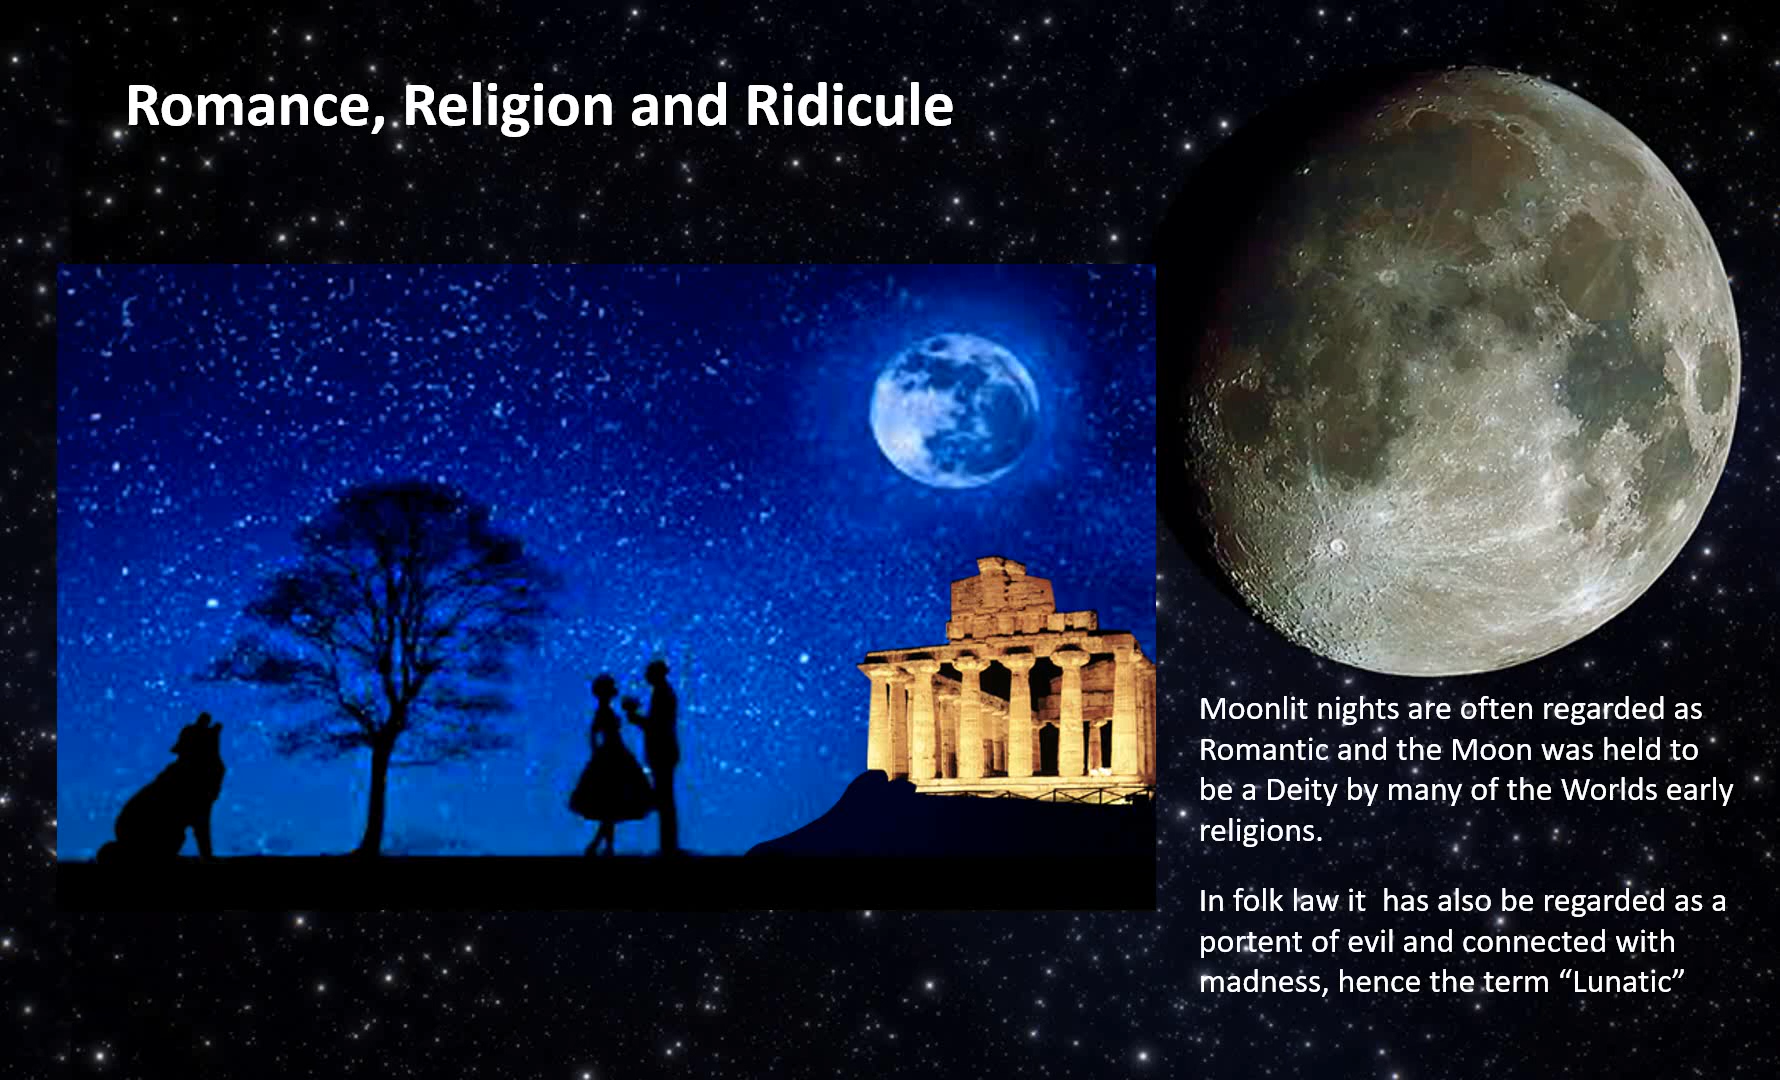 Romance, Religion and Ridicule
Moonlit nights are often regarded as
Romantic and the Moon was held to
be a Deity by many of the Worlds early
religions.
In folk law it  has also be regarded as a
portent of evil and connected with
madness, hence the term “Lunatic”